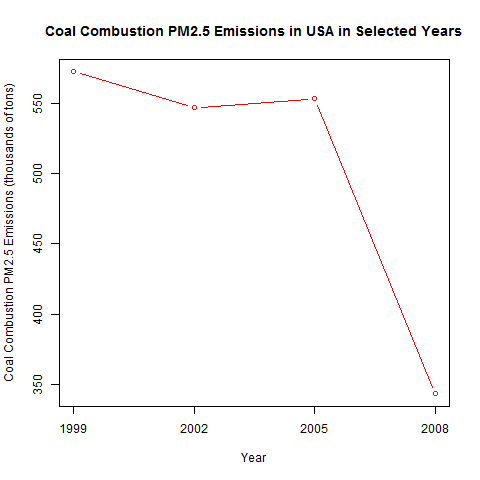 Coal Combustion PM2.5 Emissions in USA in Selected Years
Coal Combustion PM2.5 Emissions (thousands of tons)
550
500
450
400
350
1999 2002 2005 2008
Year